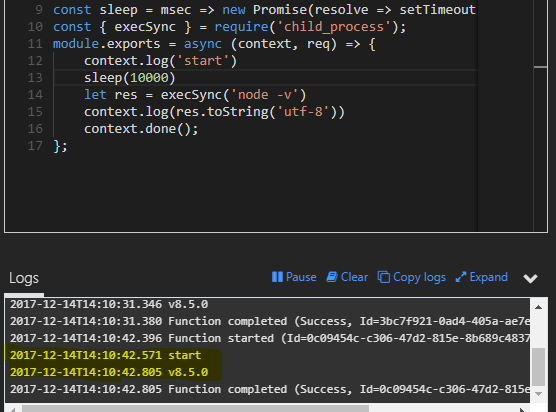 9 const sleep = msec => new Promise(resolve => setTimeout
10 const { execSync } = require('child_process');
11 module.exports = async (context, req) => {
12 context.log('start')
13 sleep(10000)
14 let res = execSync('node -v')
15 context.log(res.toString('utf-8'))
16 context.done();
17 };
Logs Pause Clear Copy logs Expand
2017-12-14T14:10:31.346 v8.5.0
2017-12-14T14:10:31.380 Function completed (Success, Id=3bc7f921-0ad4-405a-ae7e
2017-12-14T14:10:42.396 Function started (Id=0c09454c-c306-47d2-815e-8b689c4837
2017-12-14T14:10:42.571 start
2017-12-14T14:10:42.805 v8.5.0
2017-12-14T14:10:42.805 Function completed (Success, Id=0c09454c-c306-47d2-815e